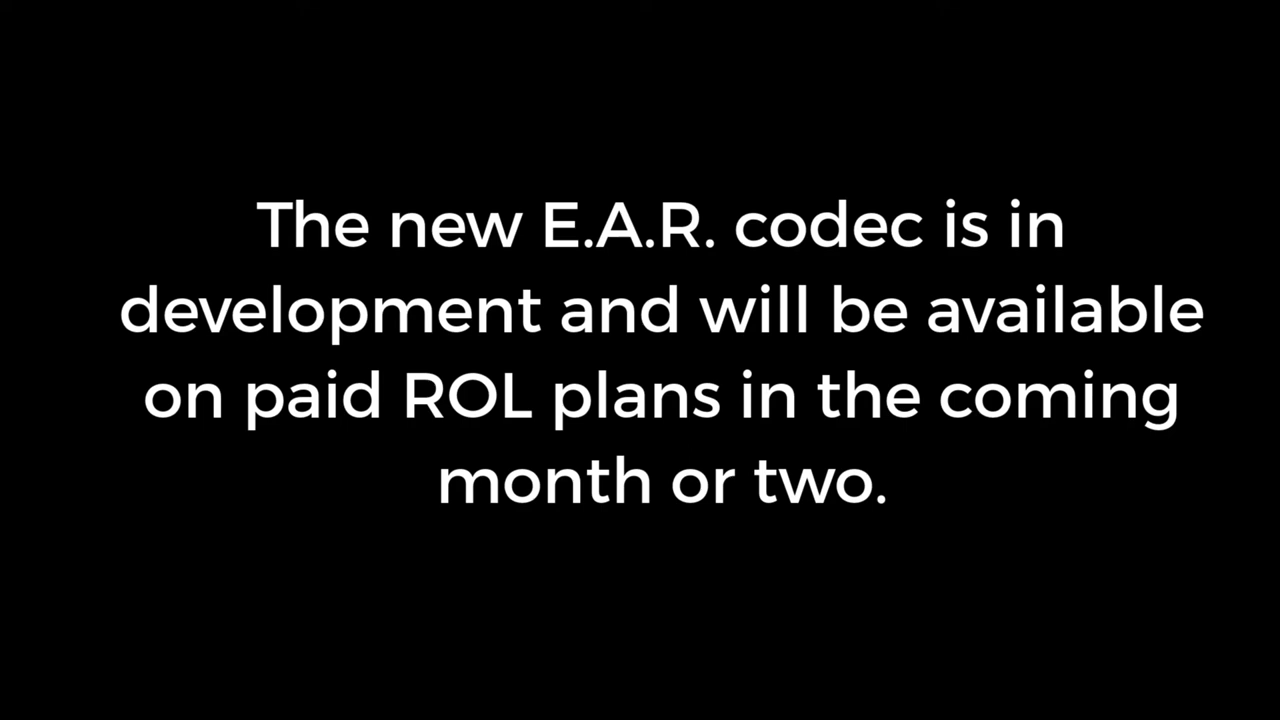 The new E.A.R. codec is in
development and will be available
on paid ROL plans in the coming
month or two.